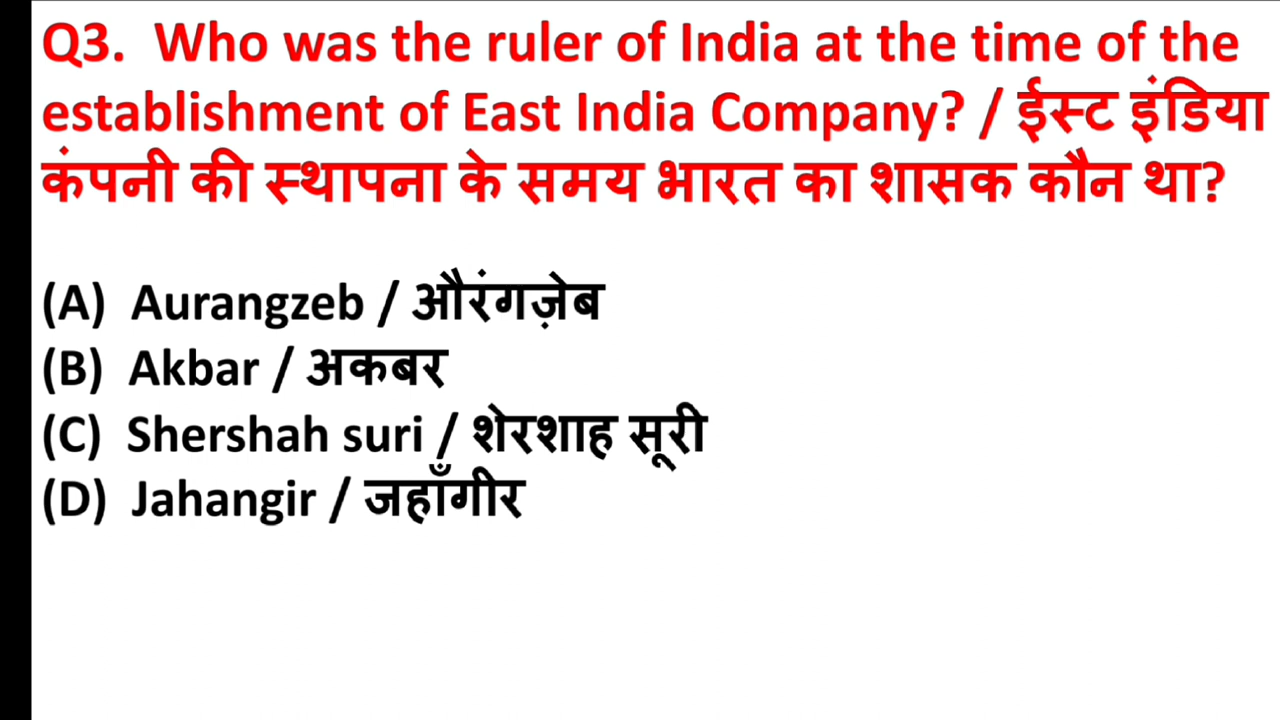 Q3. Who was the ruler of India at the time of the
establishment of East India Company? / ईस्ट इंडिया
कंपनी की स्थापना के समय भारत का शासक कौन था?
(A) Aurangzeb / औरंगज़ेब
(B) Akbar / अकबर
(C) Shershah suri / शेरशाह सूरी
(D) Jahangir / जहाँगीर